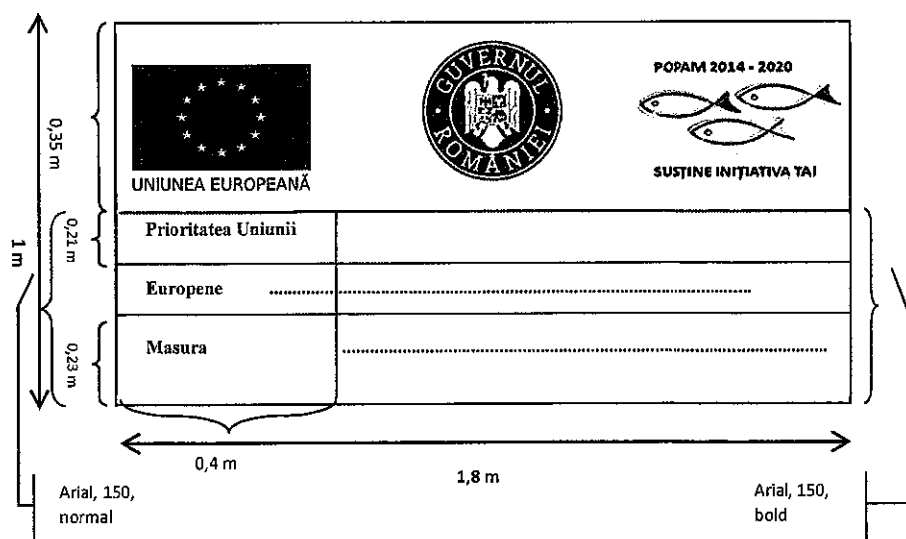 GUVERNUL ROMÂNIEI
POPAM 2014 - 2020
UNIUNEA EUROPEANĂ
SUSȚINE INIȚIATIVA TA!
0,35 m
1 m
0,21 m
0,23 m
Prioritatea Uniunii
Europene ................................................................
Masura ................................................................
0,4 m
1,8 m
Arial, 150,
normal
Arial, 150,
bold